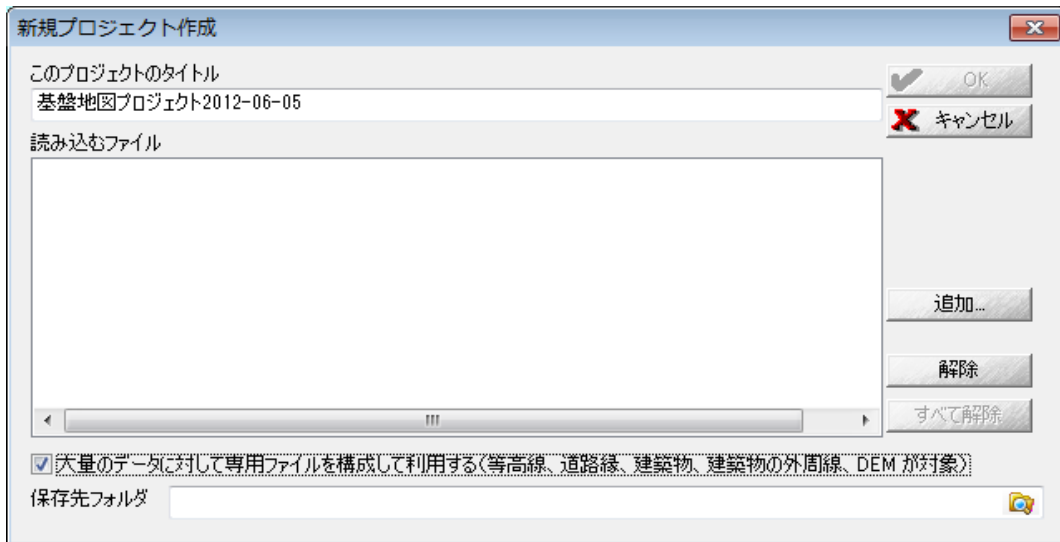 新規プロジェクト作成
このプロジェクトのタイトル
基盤地図プロジェクト2012-06-05
OK
キャンセル
読み込むファイル
追加...
解除
すべて解除
大量のデータに対して専用ファイルを構成して利用する(等高線、道路縁、建築物、建築物の外周線、DEM が対象)
保存先フォルダ